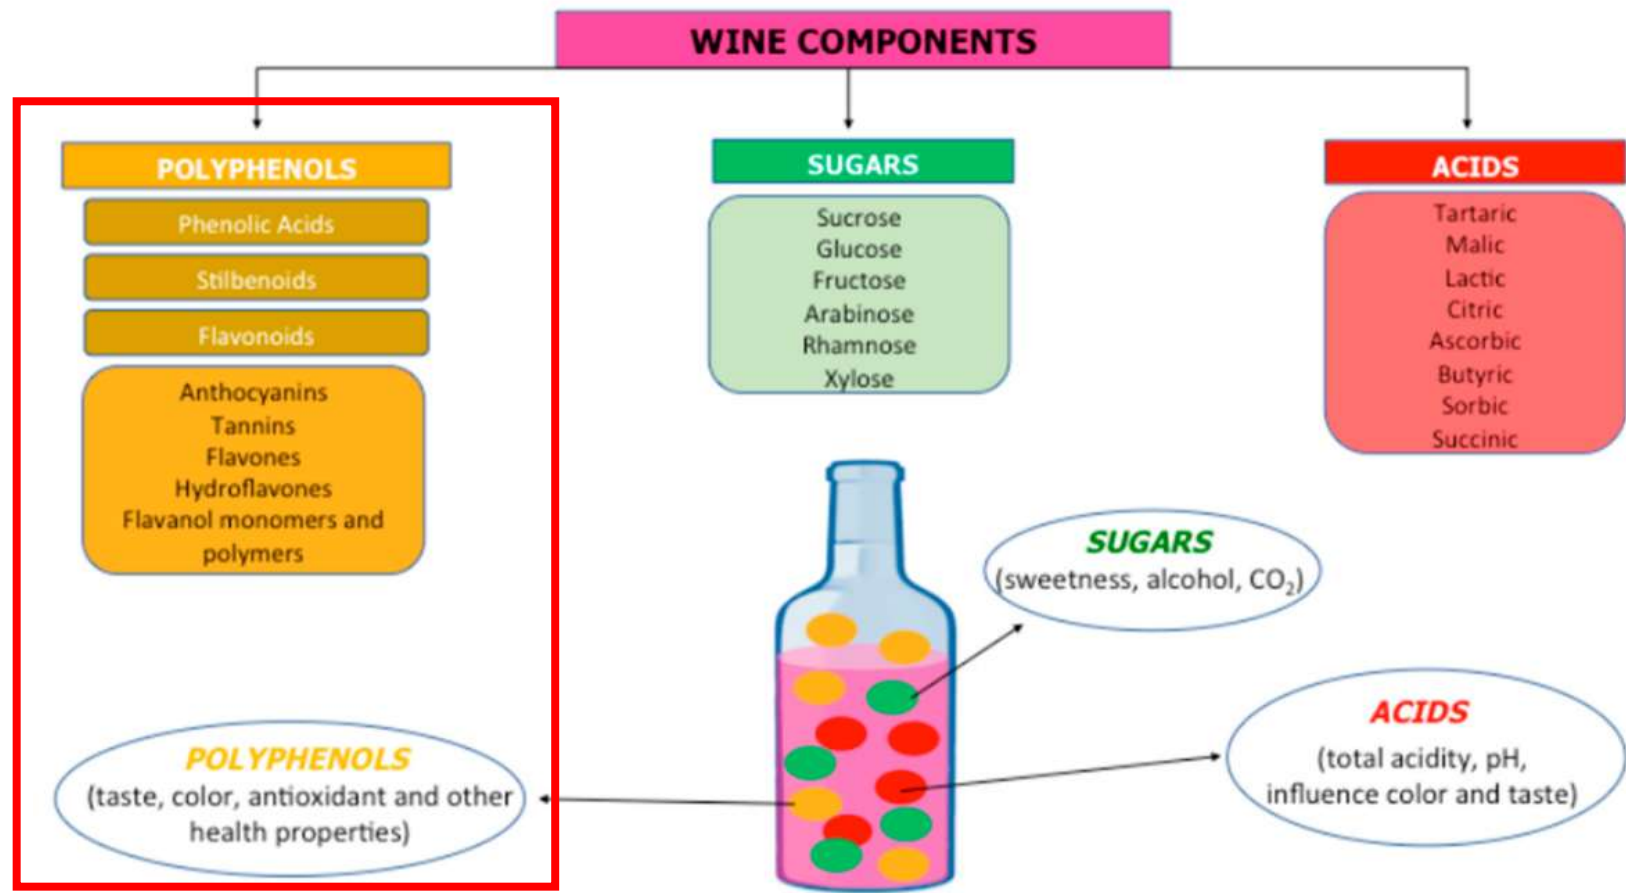 WINE COMPONENTS
POLYPHENOLS
Phenolic Acids
Stilbenoids
Flavonoids
Anthocyanins
Tannins
Flavones
Hydroflavones
Flavanol monomers and
polymers
SUGARS
Sucrose
Glucose
Fructose
Arabinose
Rhamnose
Xylose
ACIDS
Tartaric
Malic
Lactic
Citric
Ascorbic
Butyric
Sorbic
Succinic
SUGARS
(sweetness, alcohol, CO₂)
ACIDS
(total acidity, pH,
influence color and taste)
POLYPHENOLS
(taste, color, antioxidant and other
health properties)